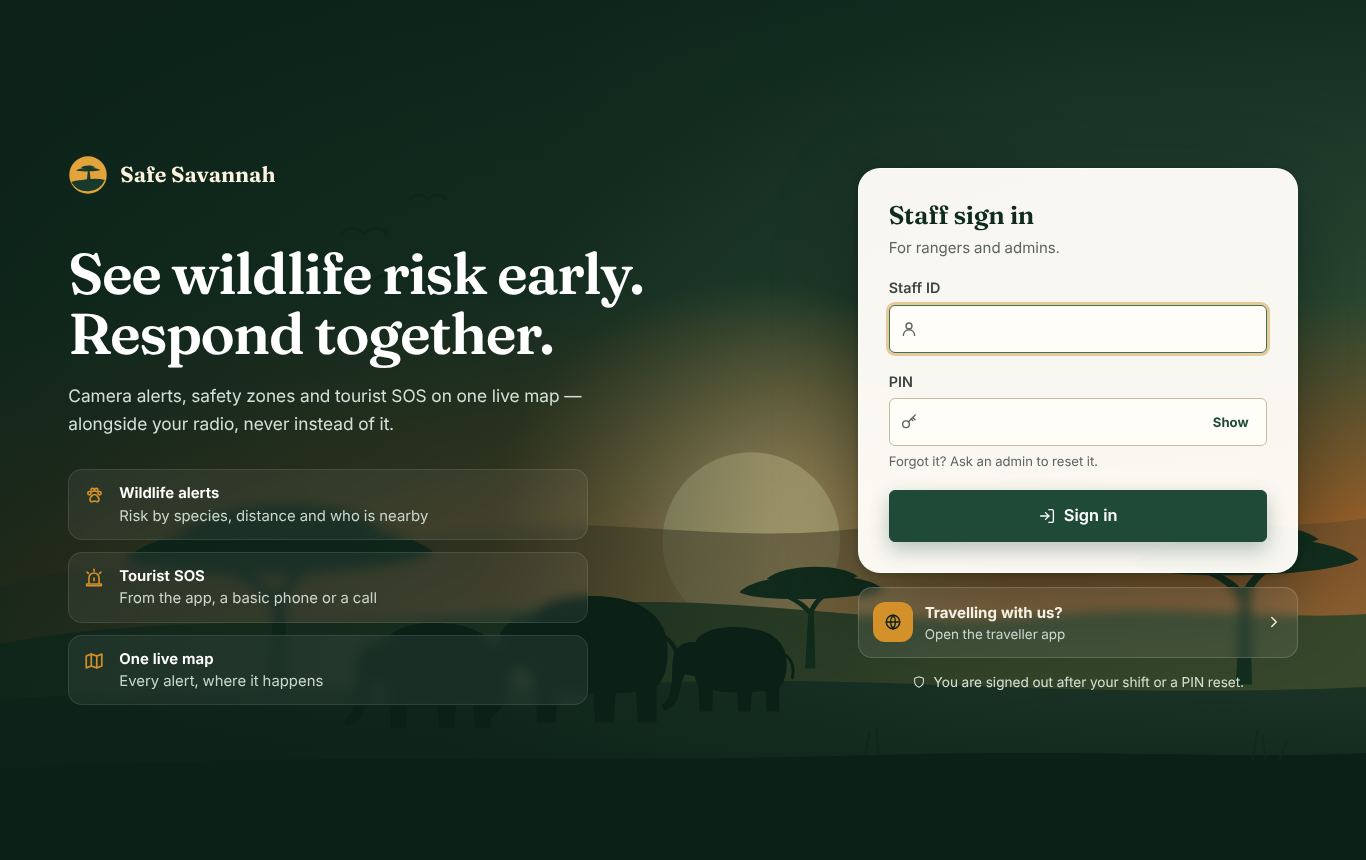 Safe Savannah
See wildlife risk early.
Respond together.
Camera alerts, safety zones and tourist SOS on one live map —
alongside your radio, never instead of it.
Wildlife alerts
Risk by species, distance and who is nearby
Tourist SOS
From the app, a basic phone or a call
One live map
Every alert, where it happens
Staff sign in
For rangers and admins.
Staff ID
PIN
Show
Forgot it? Ask an admin to reset it.
Sign in
Travelling with us?
Open the traveller app
You are signed out after your shift or a PIN reset.